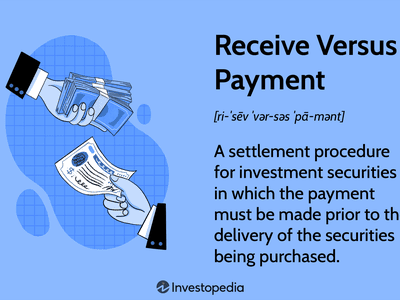 Receive Versus
Payment
[ri-ˈsēv ˈvər-səs ˈpā-mənt]
A settlement procedure
for investment securities
in which the payment
must be made prior to th
delivery of the securities
being purchased.
Investopedia